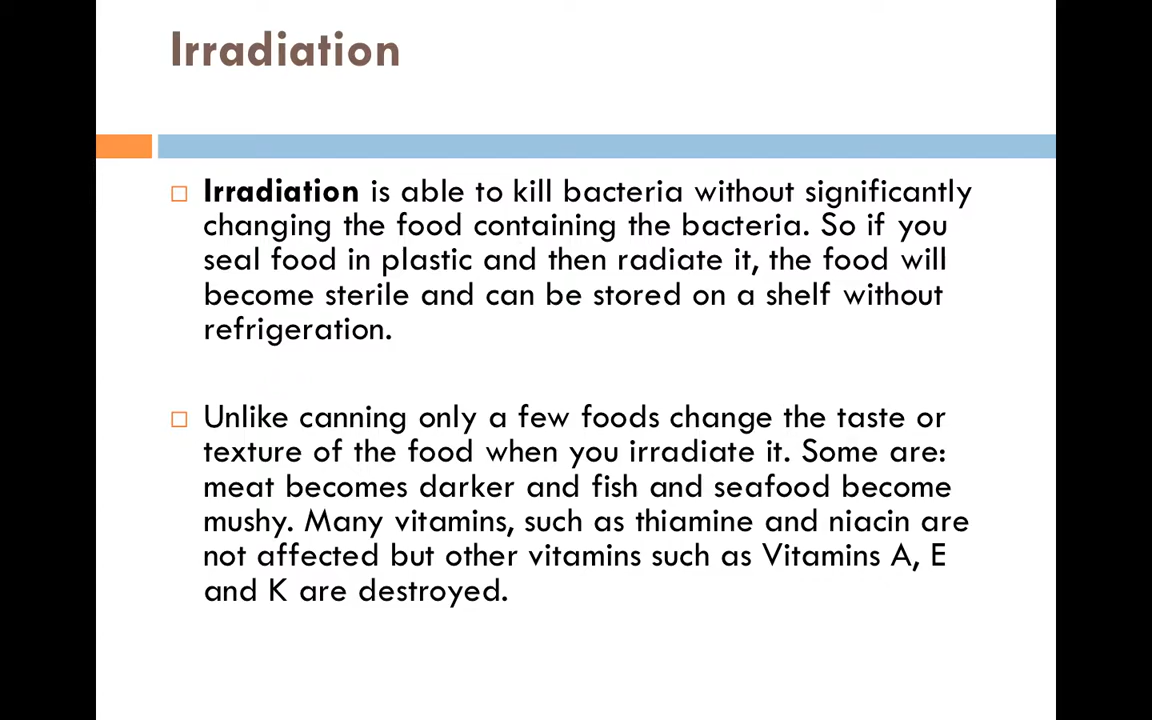 Irradiation
Irradiation is able to kill bacteria without significantly
changing the food containing the bacteria. So if you
seal food in plastic and then radiate it, the food will
become sterile and can be stored on a shelf without
refrigeration.
Unlike canning only a few foods change the taste or
texture of the food when you irradiate it. Some are:
meat becomes darker and fish and seafood become
mushy. Many vitamins, such as thiamine and niacin are
not affected but other vitamins such as Vitamins A, E
and K are destroyed.